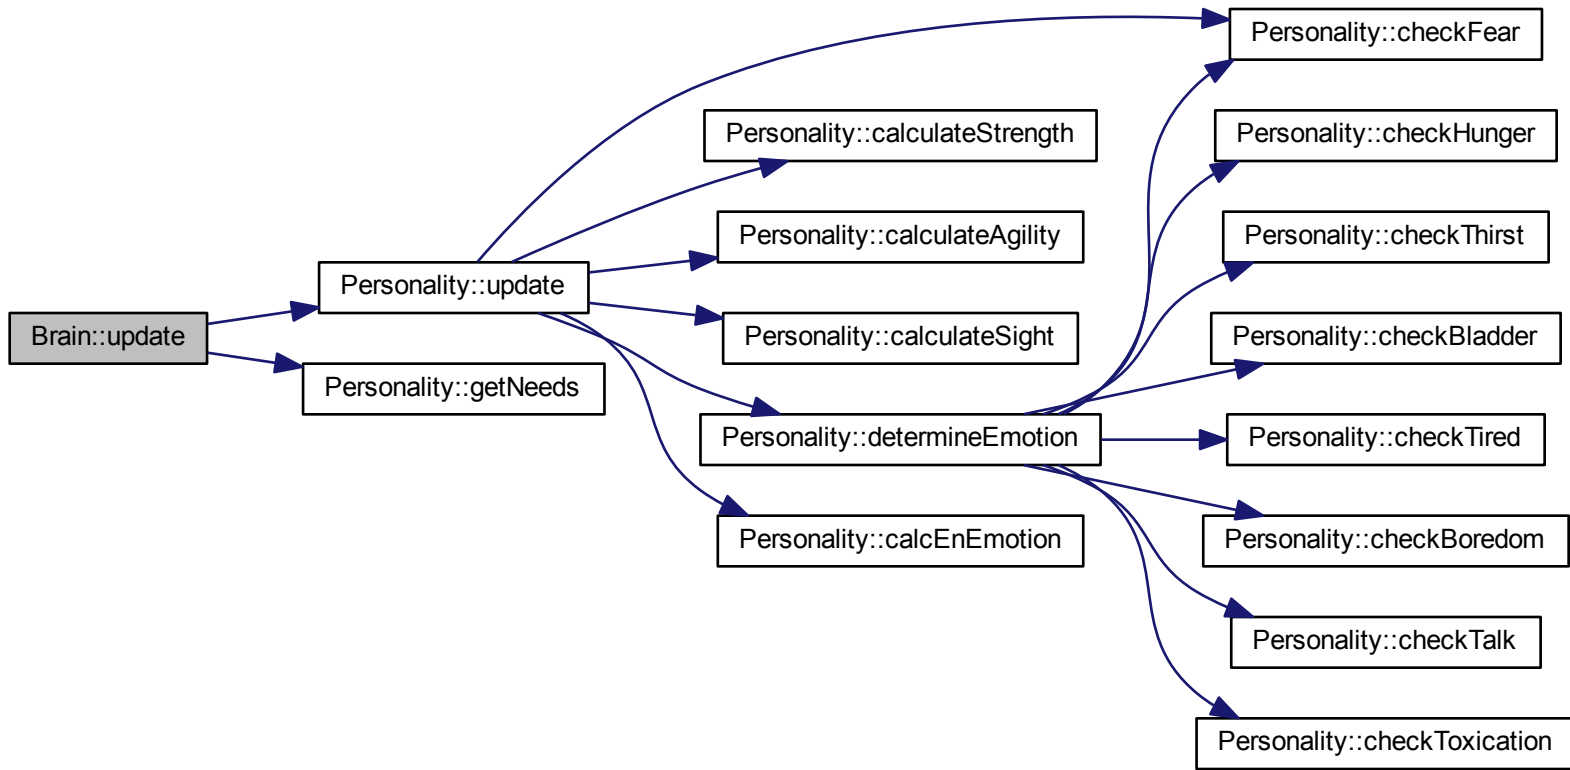 Personality::checkFear
Personality::calculateStrength
Personality::checkHunger
Personality::calculateAgility
Personality::checkThirst
Personality::update
Brain::update
Personality::calculateSight
Personality::checkBladder
Personality::getNeeds
Personality::determineEmotion
Personality::checkTired
Personality::calcEnEmotion
Personality::checkBoredom
Personality::checkTalk
Personality::checkToxication